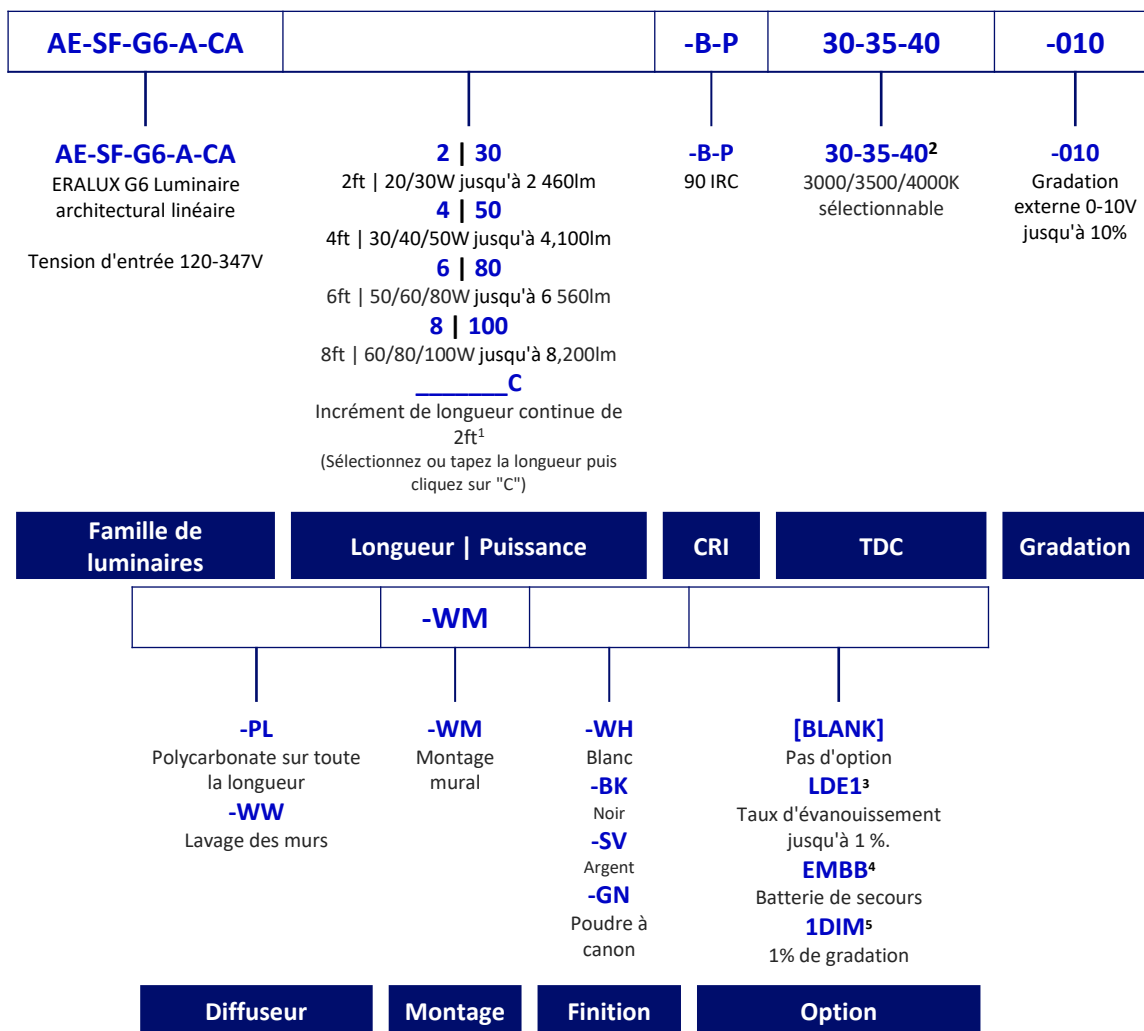 AE-SF-G6-A-CA -B-P 30-35-40 -010
AE-SF-G6-A-CA
ERALUX G6 Luminaire
architectural linéaire
Tension d'entrée 120-347V
2 | 30
2ft | 20/30W jusqu'à 2 460lm
4 | 50
4ft | 30/40/50W jusqu'à 4,100lm
6 | 80
6ft | 50/60/80W jusqu'à 6 560lm
8 | 100
8ft | 60/80/100W jusqu'à 8,200lm
_______C
Incrément de longueur continue de
2ft1
(Sélectionnez ou tapez la longueur puis
cliquez sur "C")
-B-P
90 IRC
30-35-40²
3000/3500/4000K
sélectionnable
-010
Gradation
externe 0-10V
jusqu'à 10%
Famille de
luminaires
Longueur | Puissance
CRI
TDC
Gradation
-WM
-PL
Polycarbonate sur toute
la longueur
-WW
Lavage des murs
-WM
Montage
mural
-WH
Blanc
-BK
Noir
-SV
Argent
-GN
Poudre à
canon
[BLANK]
Pas d'option
LDE1³
Taux d'évanouissement
jusqu'à 1 %.
EMBB⁴
Batterie de secours
1DIM⁵
1% de gradation
Diffuseur
Montage
Finition
Option